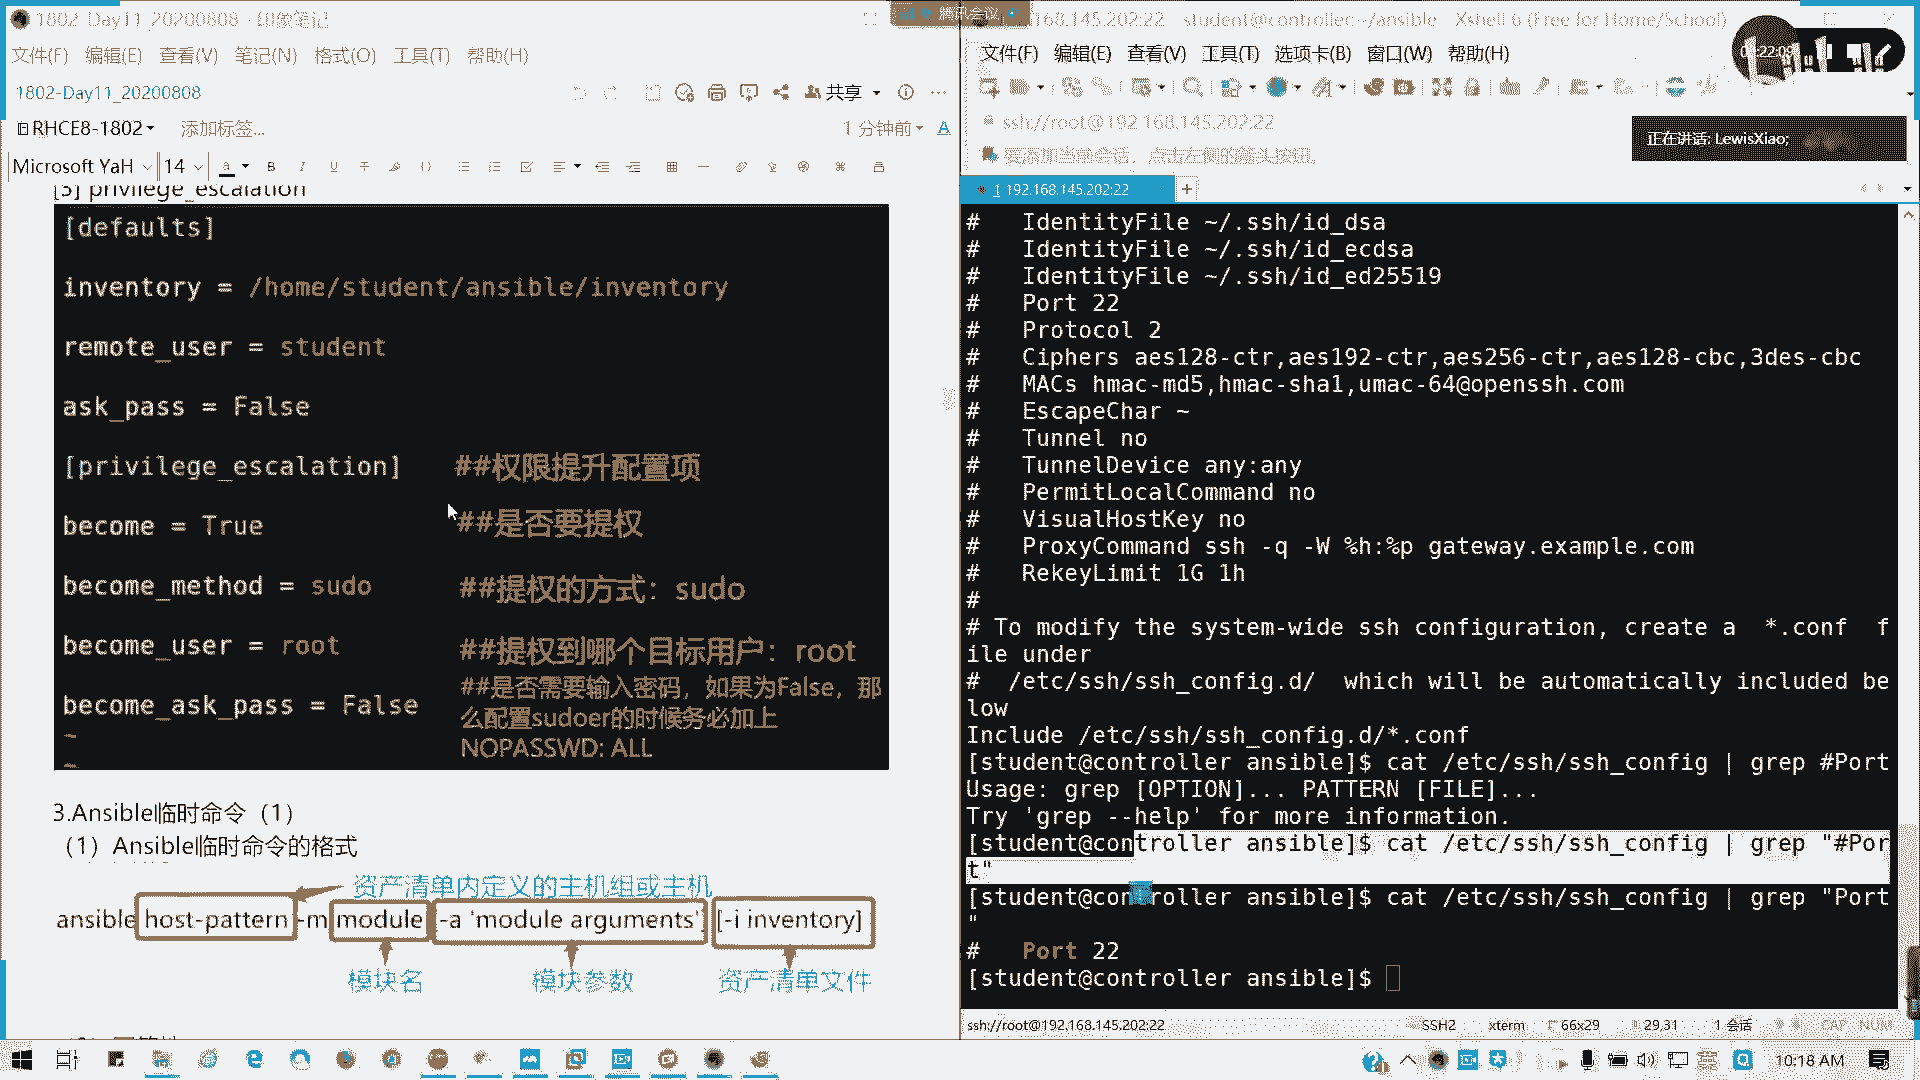 1802-Day11_20200808 - 印象笔记
文件(F) 编辑(E) 查看(V) 笔记(N) 格式(O) 工具(T) 帮助(H)
1802-Day11_20200808
共享
RHCE8-1802
添加标签...
1 分钟前
Microsoft YaH 14
[5] privilege_escalation
[defaults]
inventory = /home/student/ansible/inventory
remote_user = student
ask_pass = False
[privilege_escalation] ##权限提升配置项
become = True ##是否要提权
become_method = sudo ##提权的方式：sudo
become_user = root ##提权到哪个目标用户：root
become_ask_pass = False ##是否需要输入密码，如果为False，那
么配置sudoer的时候务必加上
NOPASSWD: ALL
~
~
3.Ansible临时命令（1）
（1）Ansible临时命令的格式
资产清单内定义的主机组或主机
ansible host-pattern -m module [-a 'module arguments'] [-i inventory]
模块名 模块参数 资产清单文件
腾讯会议
168.145.202:22 - student@controller:~/ansible - Xshell 6 (Free for Home/School)
文件(F) 编辑(E) 查看(V) 工具(T) 选项卡(B) 窗口(W) 帮助(H)
ssh://root@192.168.145.202:22
要添加当前会话，点击左侧的箭头按钮。
正在讲话: LewisXiao;
1 192.168.145.202:22
#   IdentityFile ~/.ssh/id_dsa
#   IdentityFile ~/.ssh/id_ecdsa
#   IdentityFile ~/.ssh/id_ed25519
#   Port 22
#   Protocol 2
#   Ciphers aes128-ctr,aes192-ctr,aes256-ctr,aes128-cbc,3des-cbc
#   MACs hmac-md5,hmac-sha1,umac-64@openssh.com
#   EscapeChar ~
#   Tunnel no
#   TunnelDevice any:any
#   PermitLocalCommand no
#   VisualHostKey no
#   ProxyCommand ssh -q -W %h:%p gateway.example.com
#   RekeyLimit 1G 1h
#
# To modify the system-wide ssh configuration, create a  *.conf  f
ile under
#  /etc/ssh/ssh_config.d/  which will be automatically included be
low
Include /etc/ssh/ssh_config.d/*.conf
[student@controller ansible]$ cat /etc/ssh/ssh_config | grep #Port
Usage: grep [OPTION]... PATTERN [FILE]...
Try 'grep --help' for more information.
[student@controller ansible]$ cat /etc/ssh/ssh_config | grep "#Por
t"
[student@controller ansible]$ cat /etc/ssh/ssh_config | grep "Port
"
#   Port 22
[student@controller ansible]$
ssh://root@192.168.145.202:22 SSH2 xterm 66x29 29,31 1 会话 CAP NUM
10:18 AM